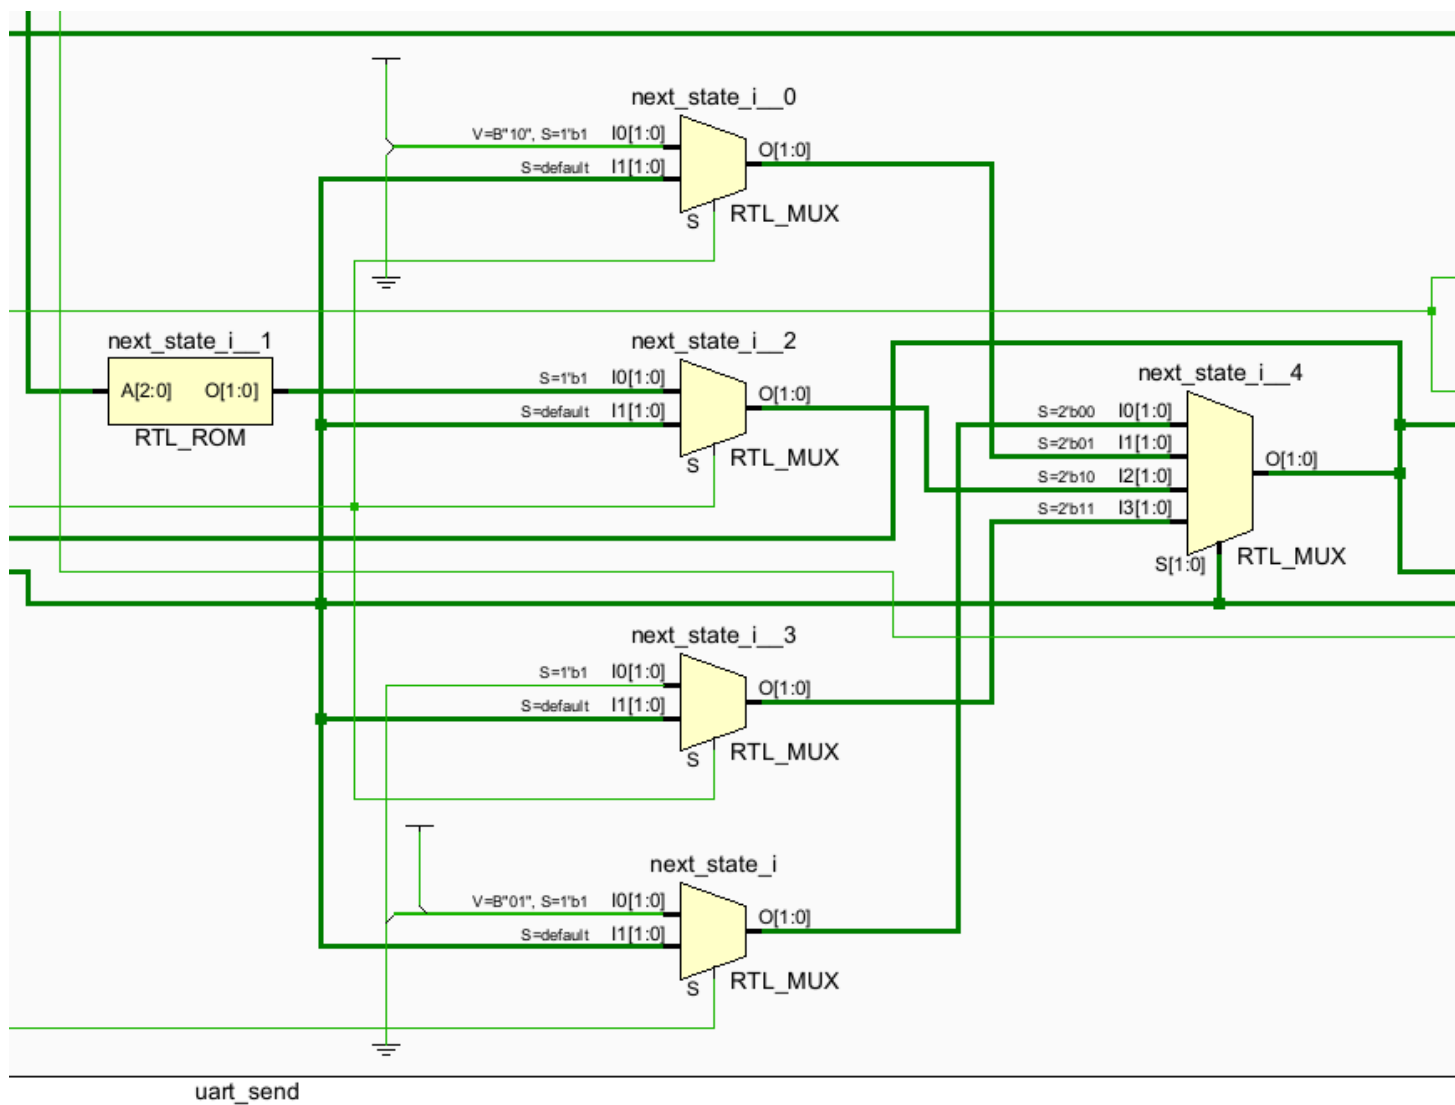 next_state_i__0
V=B"10", S=1'b1 I0[1:0]
S=default I1[1:0]
O[1:0]
S
RTL_MUX
next_state_i__1
A[2:0] O[1:0]
RTL_ROM
next_state_i__2
S=1'b1 I0[1:0]
S=default I1[1:0]
O[1:0]
S
RTL_MUX
next_state_i__4
S=2'b00 I0[1:0]
S=2'b01 I1[1:0]
S=2'b10 I2[1:0]
S=2'b11 I3[1:0]
O[1:0]
S[1:0]
RTL_MUX
next_state_i__3
S=1'b1 I0[1:0]
S=default I1[1:0]
O[1:0]
S
RTL_MUX
next_state_i
V=B"01", S=1'b1 I0[1:0]
S=default I1[1:0]
O[1:0]
S
RTL_MUX
uart_send